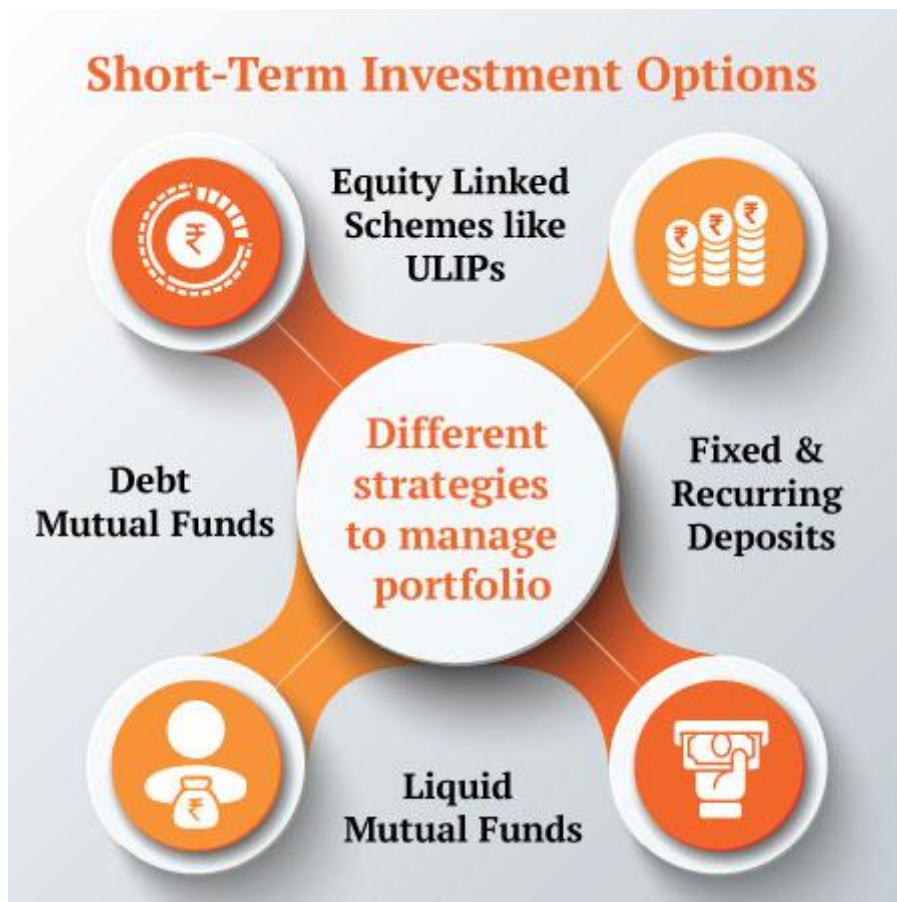 Short-Term Investment Options
Equity Linked
Schemes like
ULIPs
Debt
Mutual Funds
Different
strategies
to manage
portfolio
Fixed &
Recurring
Deposits
Liquid
Mutual Funds
₹
₹ ₹ ₹
₹